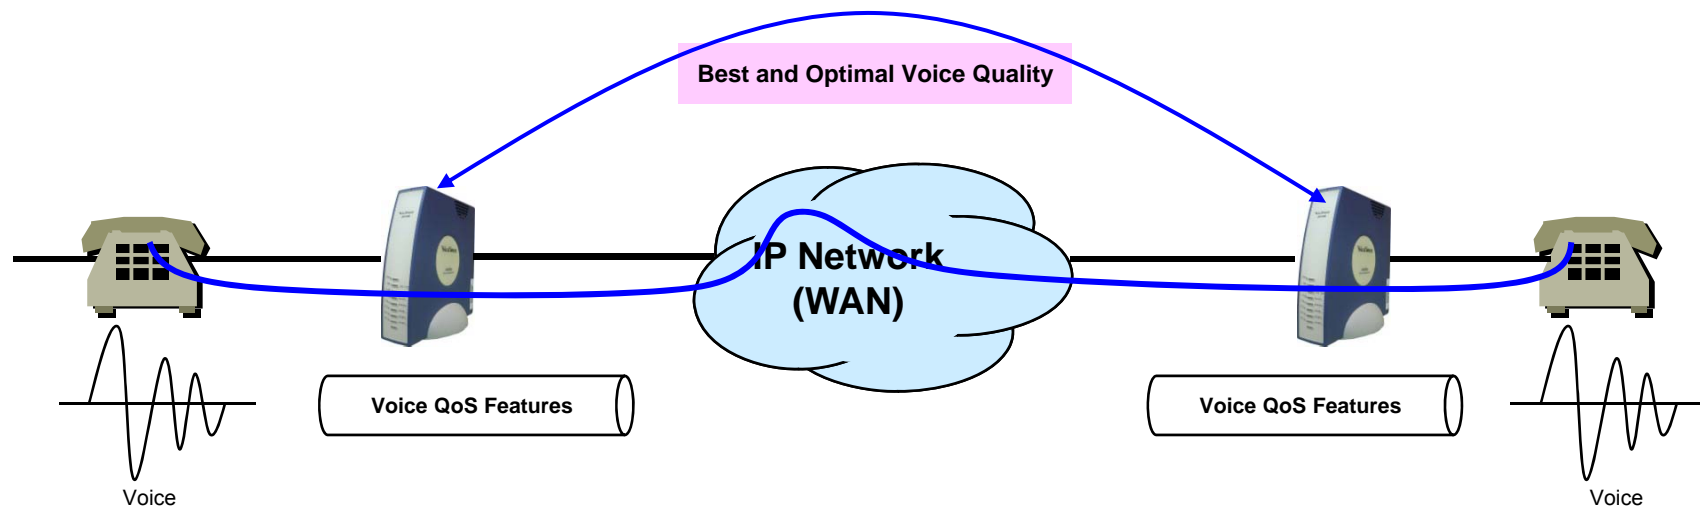 Best and Optimal Voice Quality
IP Network
(WAN)
Voice QoS Features
Voice QoS Features
Voice
Voice